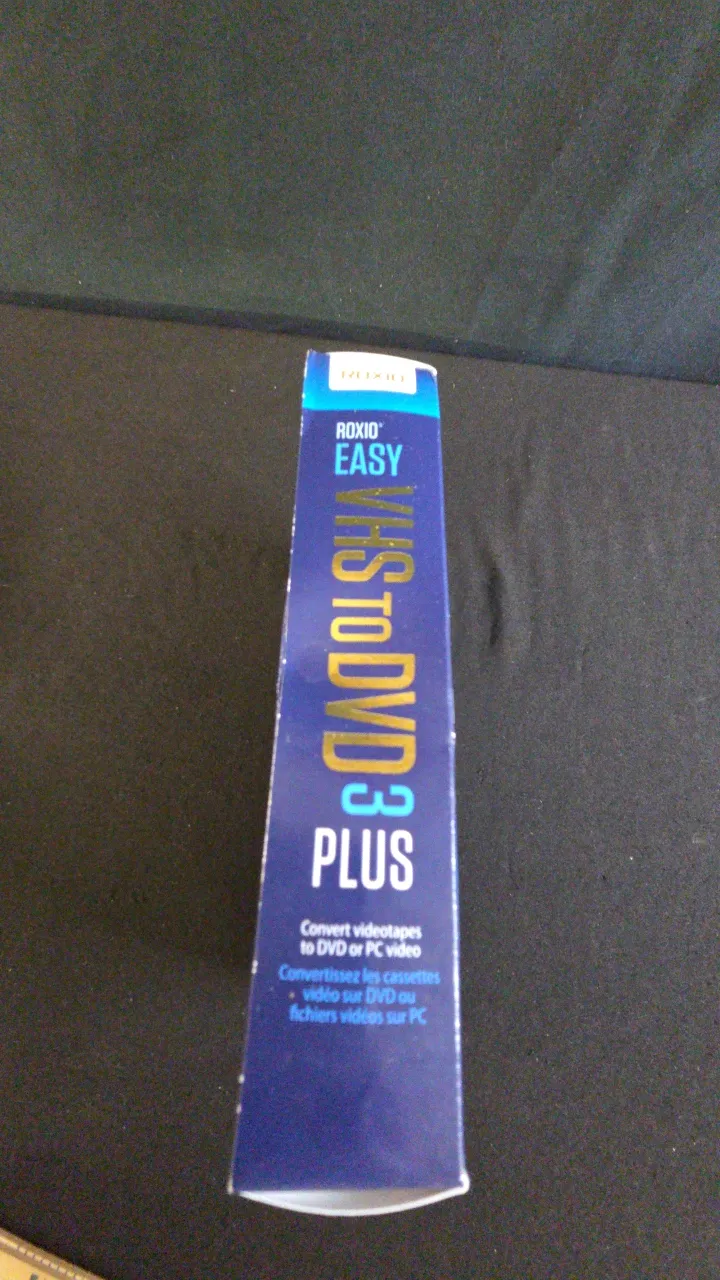 ROXIO
ROXIO®
EASY
VHS TO DVD
3
PLUS
Convert videotapes
to DVD or PC video
Convertissez les cassettes
vidéo sur DVD ou
fichiers vidéos sur PC